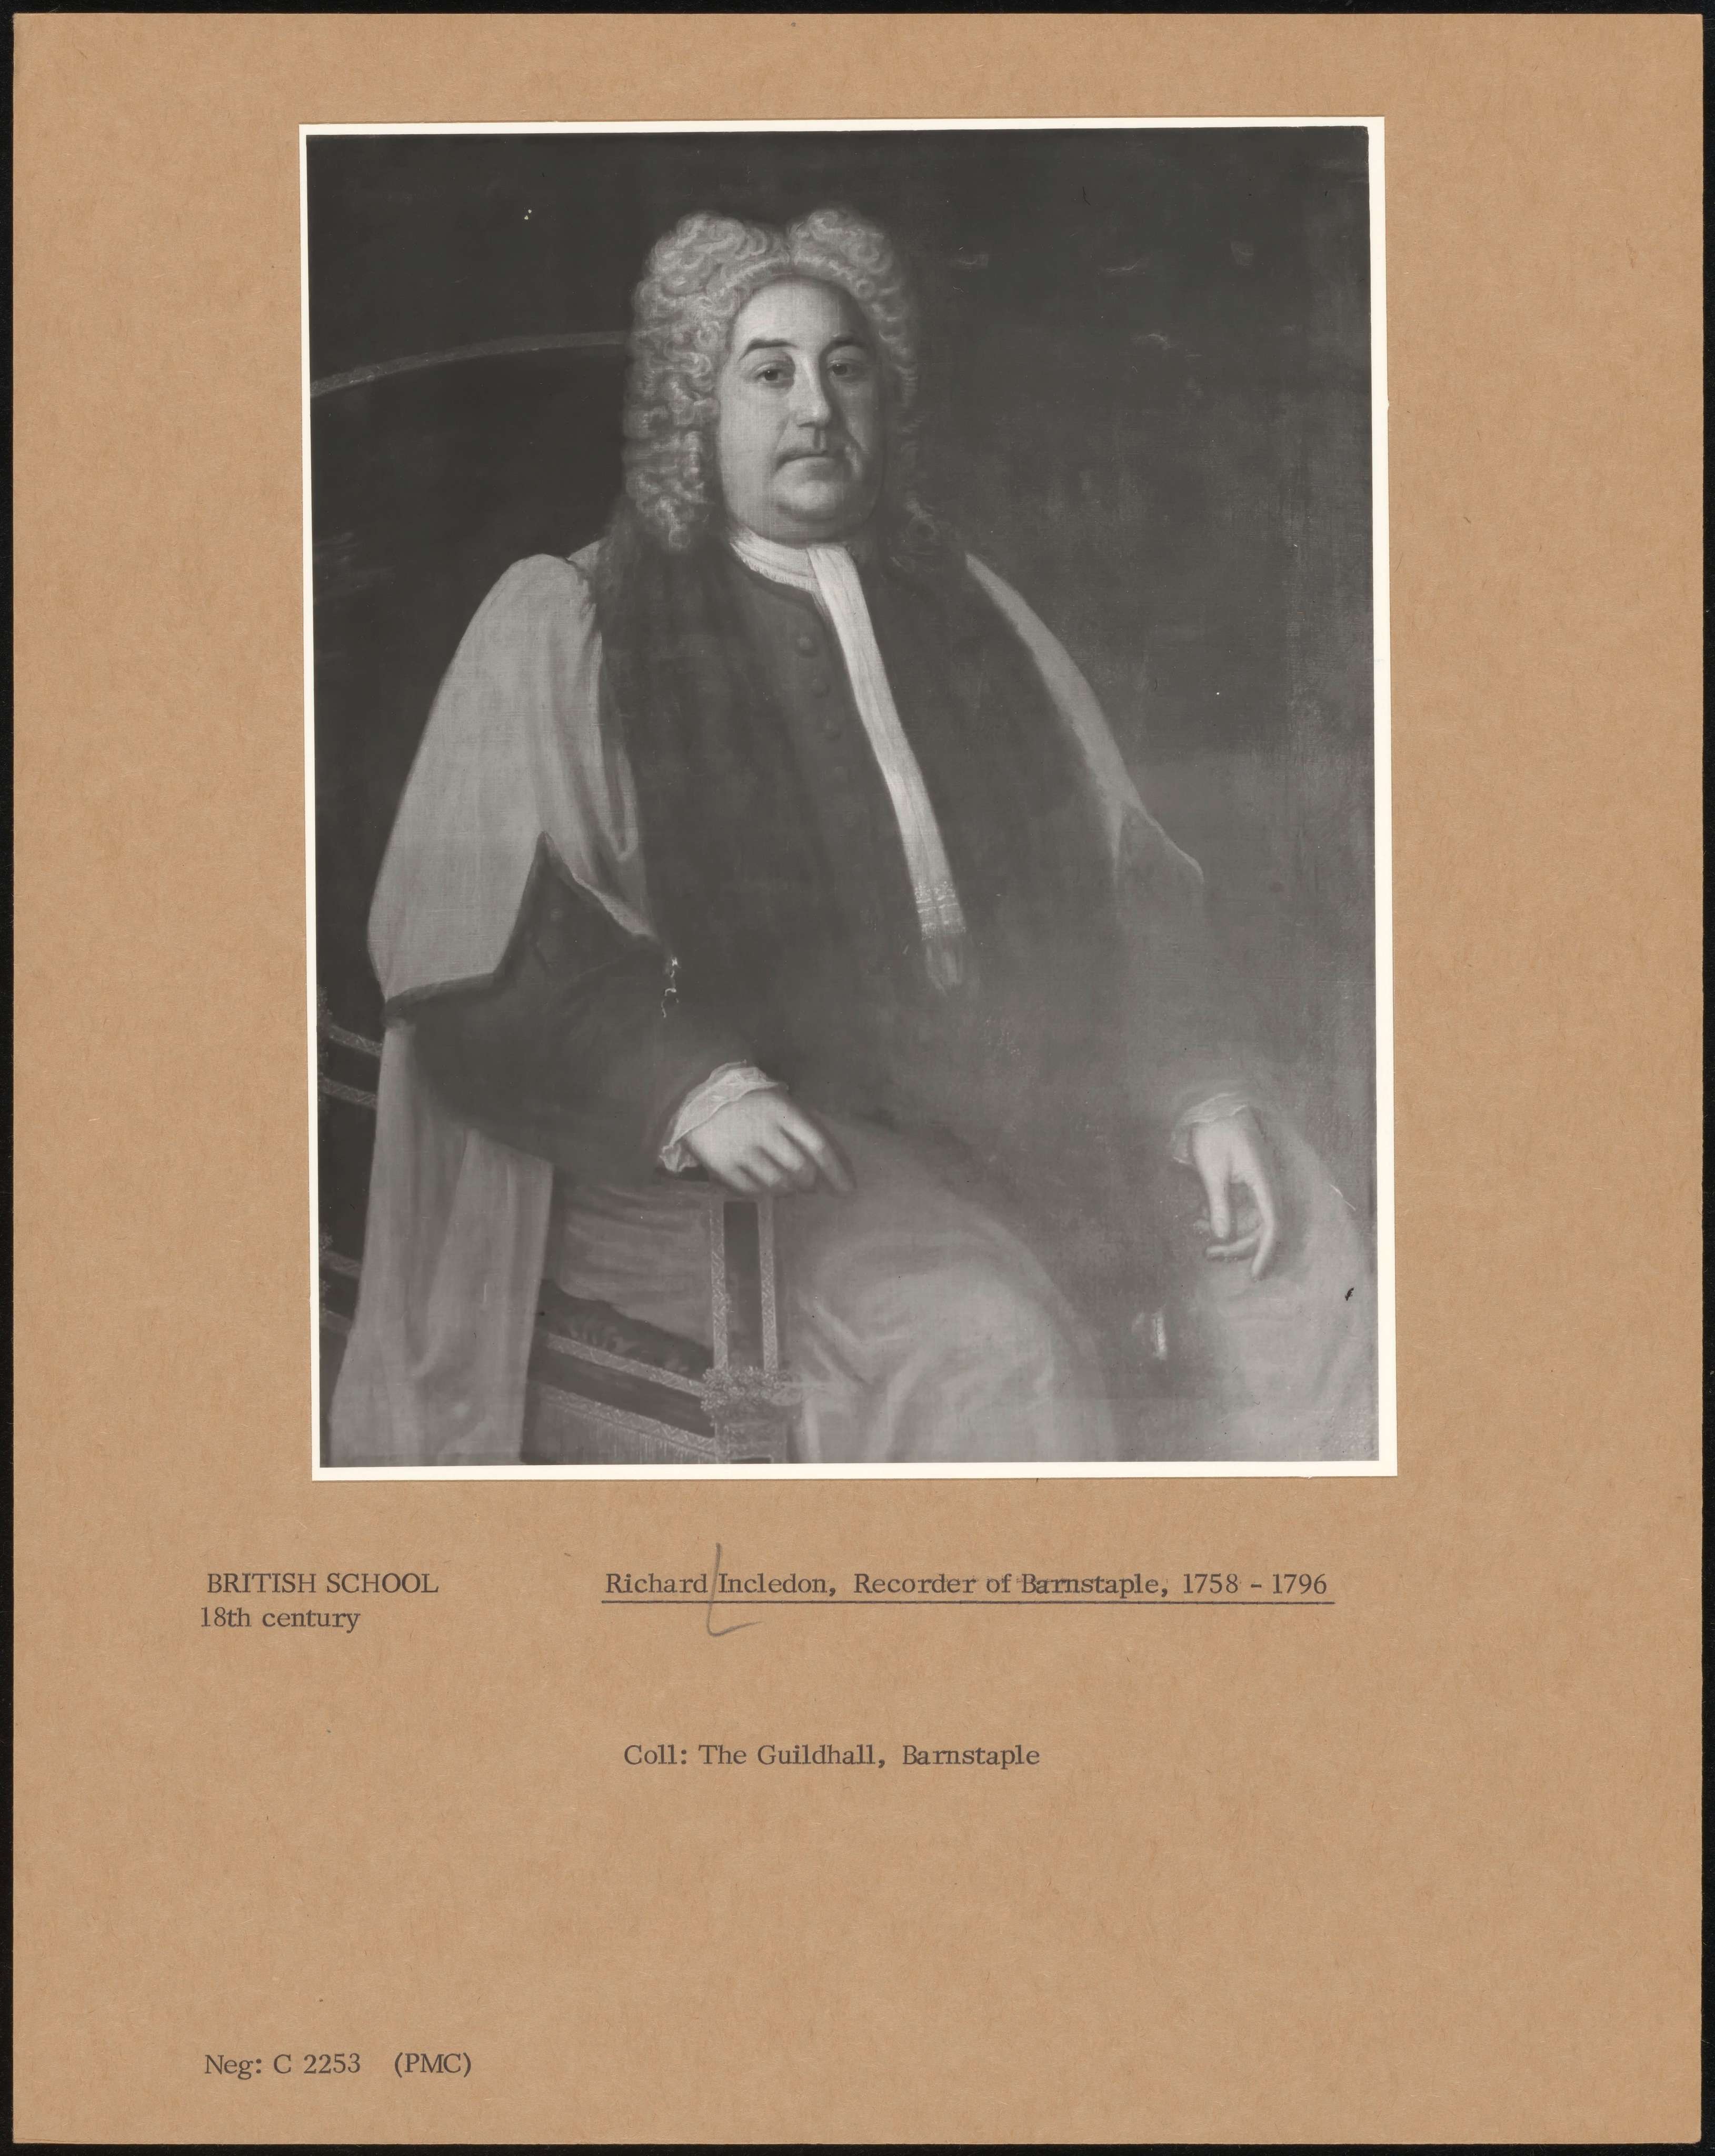 BRITISH SCHOOL
18th century
Richard Incledon, Recorder of Barnstaple, 1758 - 1796
Coll: The Guildhall, Barnstaple
Neg: C 2253 (PMC)